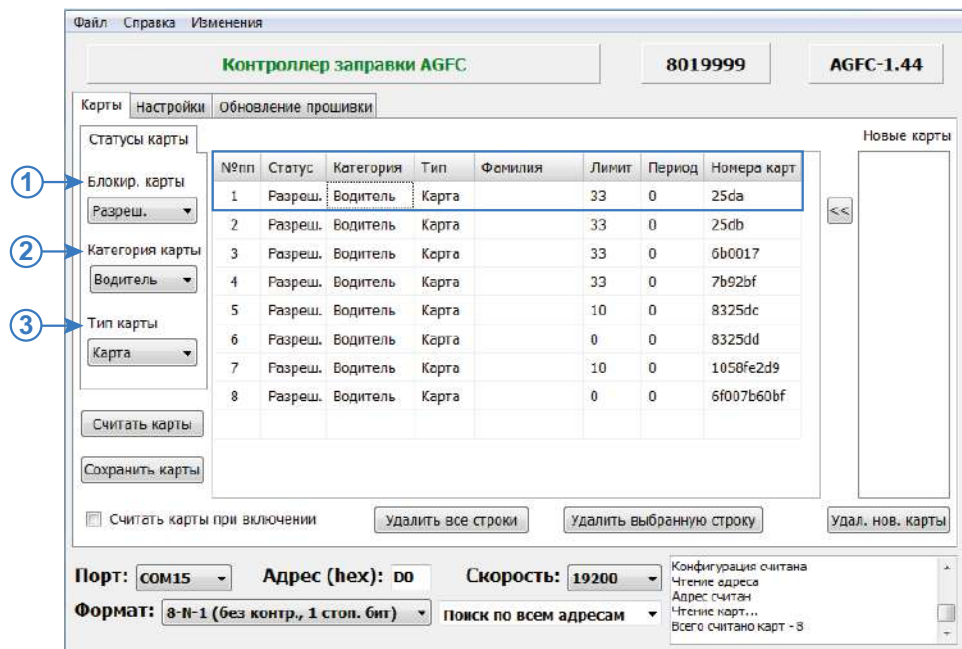 Файл Справка Изменения
Контроллер заправки AGFC 8019999 AGFC-1.44
Карты Настройки Обновление прошивки
Статусы карты Новые карты
№пп Статус Категория Тип Фамилия Лимит Период Номера карт
1 Блокир. карты
1 Разреш. Водитель Карта 33 0 25da
Разреш. <<
2 Разреш. Водитель Карта 33 0 25db
2 Категория карты
3 Разреш. Водитель Карта 33 0 6b0017
Водитель
4 Разреш. Водитель Карта 33 0 7b92bf
5 Разреш. Водитель Карта 10 0 8325dc
3 Тип карты
6 Разреш. Водитель Карта 0 0 8325dd
Карта
7 Разреш. Водитель Карта 10 0 1058fe2d9
8 Разреш. Водитель Карта 0 0 6f007b60bf
Считать карты
Сохранить карты
Считать карты при включении Удалить все строки Удалить выбранную строку Удал. нов. карты
Порт: COM15 Адрес (hex): D0 Скорость: 19200
Формат: 8-N-1 (без контр., 1 стоп. бит) Поиск по всем адресам
Конфигурация считана
Чтение адреса
Адрес считан
Чтение карт...
Всего считано карт - 8